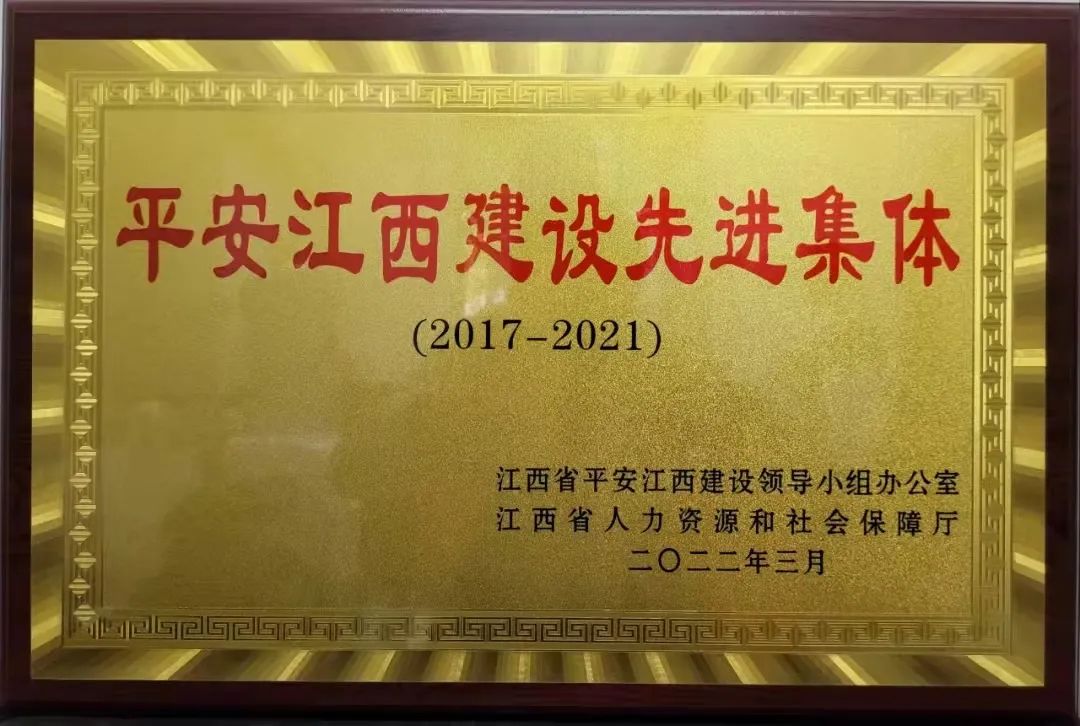 平安江西建设先进集体
(2017-2021)
江西省平安江西建设领导小组办公室
江西省人力资源和社会保障厅
二〇二二年三月